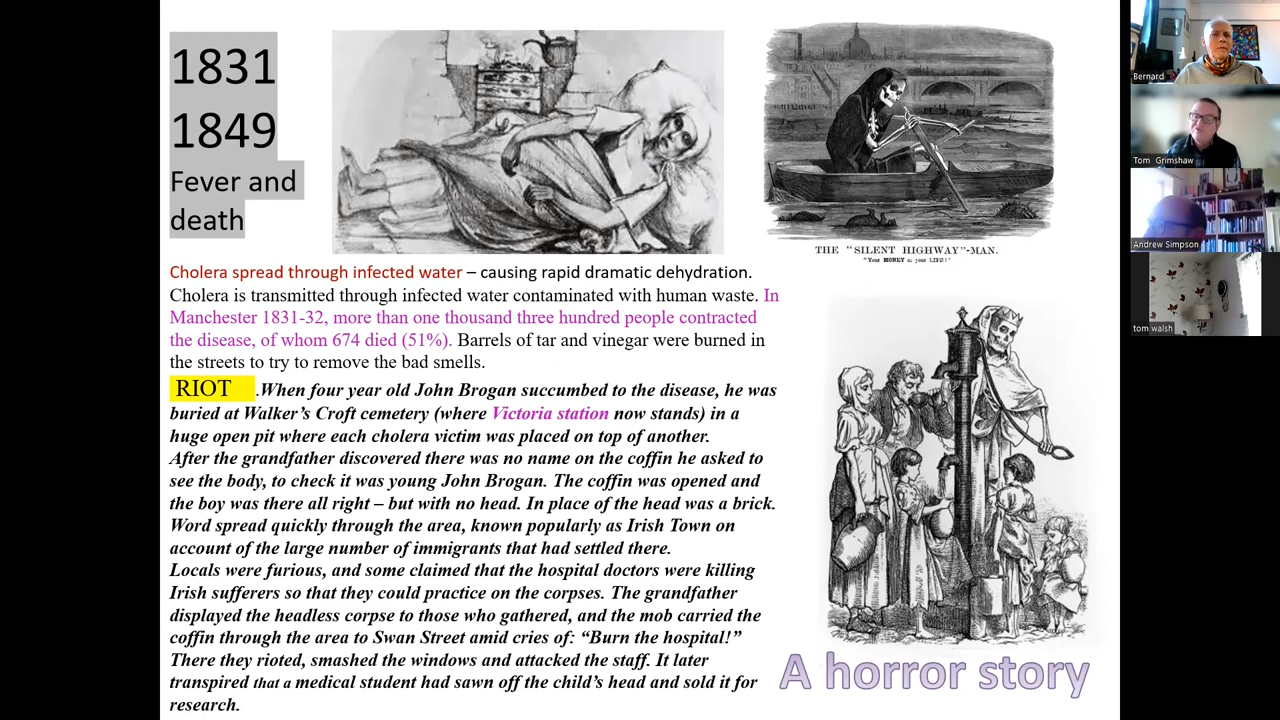 1831
1849
Fever and
death
THE "SILENT HIGHWAY"-MAN.
"Your MONEY or your LIFE!"
Cholera spread through infected water – causing rapid dramatic dehydration.
Cholera is transmitted through infected water contaminated with human waste. In
Manchester 1831-32, more than one thousand three hundred people contracted
the disease, of whom 674 died (51%). Barrels of tar and vinegar were burned in
the streets to try to remove the bad smells.
RIOT .When four year old John Brogan succumbed to the disease, he was
buried at Walker's Croft cemetery (where Victoria station now stands) in a
huge open pit where each cholera victim was placed on top of another.
After the grandfather discovered there was no name on the coffin he asked to
see the body, to check it was young John Brogan. The coffin was opened and
the boy was there all right – but with no head. In place of the head was a brick.
Word spread quickly through the area, known popularly as Irish Town on
account of the large number of immigrants that had settled there.
Locals were furious, and some claimed that the hospital doctors were killing
Irish sufferers so that they could practice on the corpses. The grandfather
displayed the headless corpse to those who gathered, and the mob carried the
coffin through the area to Swan Street amid cries of: "Burn the hospital!"
There they rioted, smashed the windows and attacked the staff. It later
transpired that a medical student had sawn off the child's head and sold it for
research.
A horror story
Bernard
Tom Grimshaw
Andrew Simpson
tom walsh